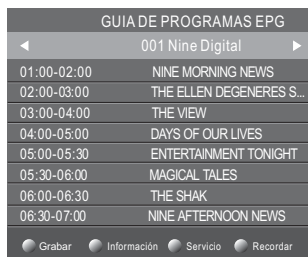 GUIA DE PROGRAMAS EPG
001 Nine Digital
01:00-02:00 NINE MORNING NEWS
02:00-03:00 THE ELLEN DEGENERES S...
03:00-04:00 THE VIEW
04:00-05:00 DAYS OF OUR LIVES
05:00-05:30 ENTERTAINMENT TONIGHT
05:30-06:00 MAGICAL TALES
06:00-06:30 THE SHAK
06:30-07:00 NINE AFTERNOON NEWS
Grabar Información Servicio Recordar